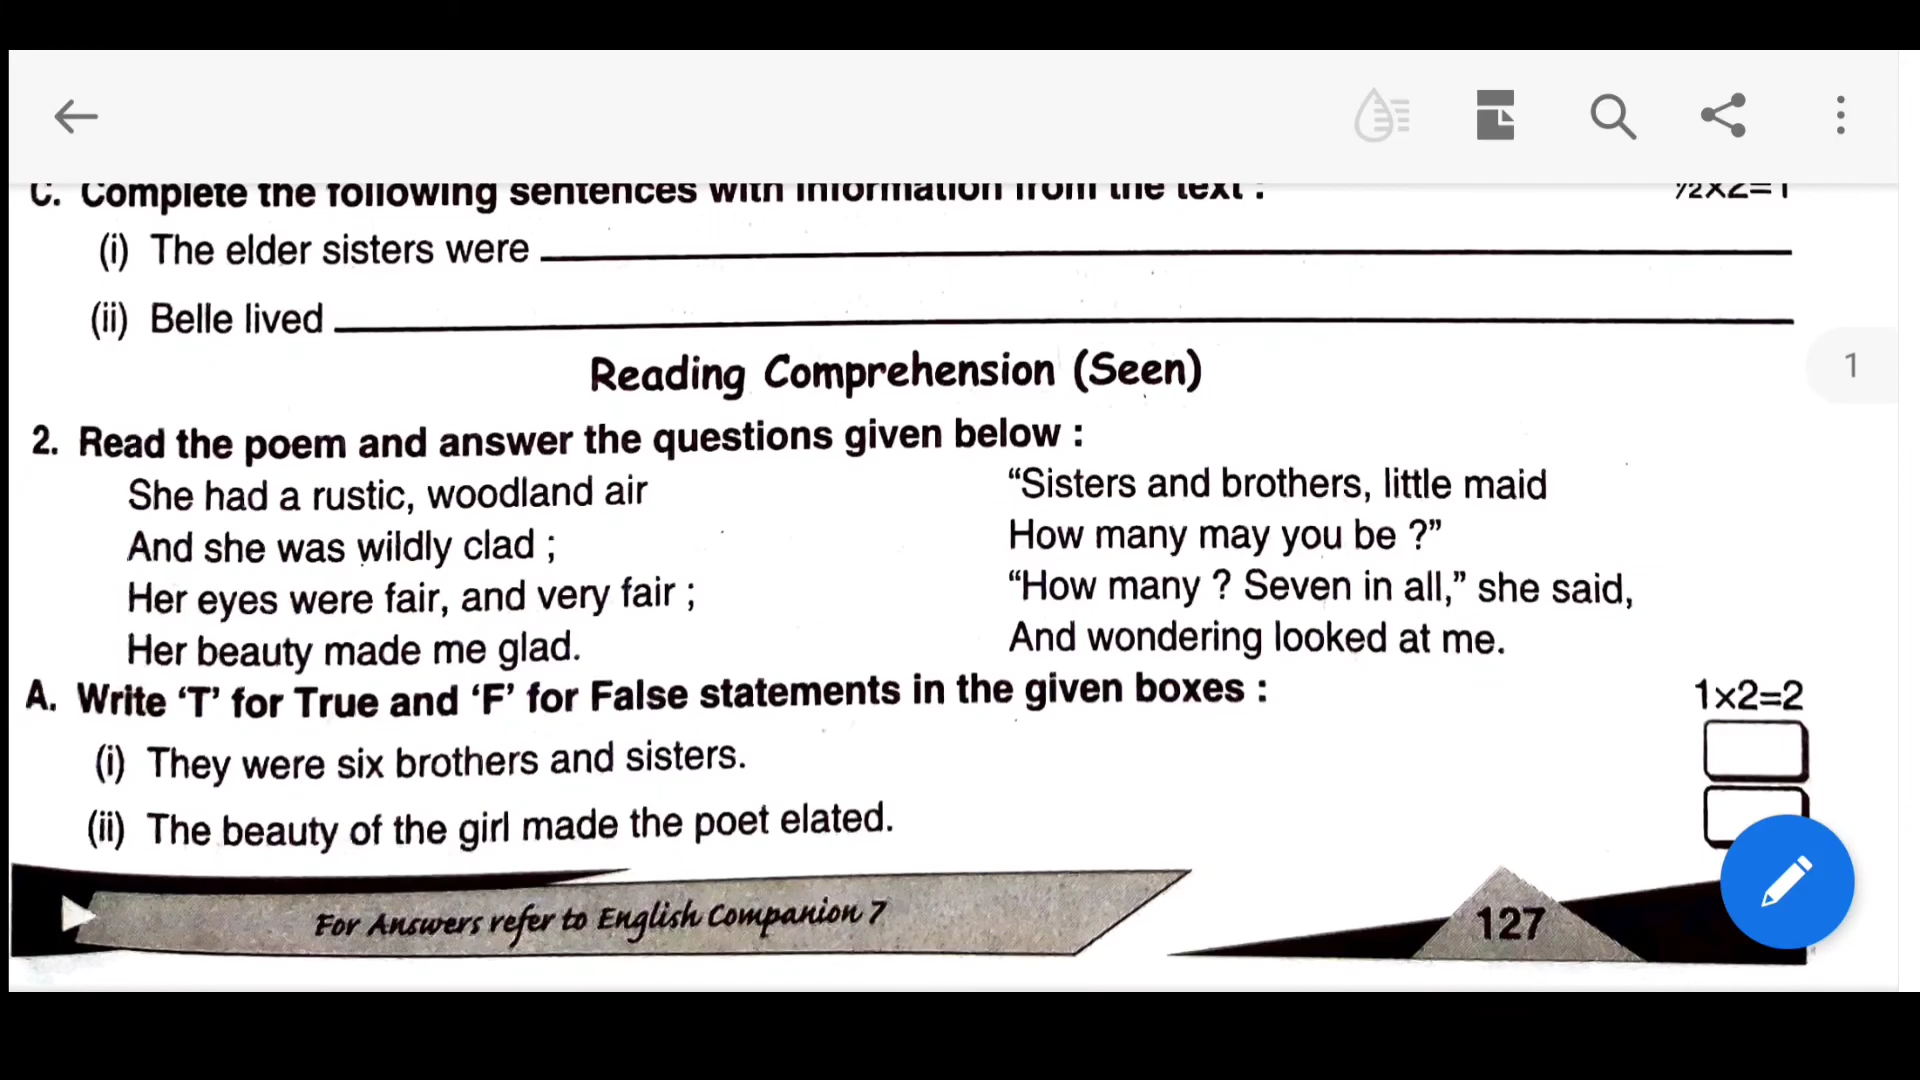 C. Complete the following sentences with information from the text : ½×2=1
(i) The elder sisters were
(ii) Belle lived
1
Reading Comprehension (Seen)
2. Read the poem and answer the questions given below :
She had a rustic, woodland air
And she was wildly clad ;
Her eyes were fair, and very fair ;
Her beauty made me glad.
“Sisters and brothers, little maid
How many may you be ?”
“How many ? Seven in all,” she said,
And wondering looked at me.
A. Write ‘T’ for True and ‘F’ for False statements in the given boxes : 1×2=2
(i) They were six brothers and sisters.
(ii) The beauty of the girl made the poet elated.
For Answers refer to English Companion 7
127